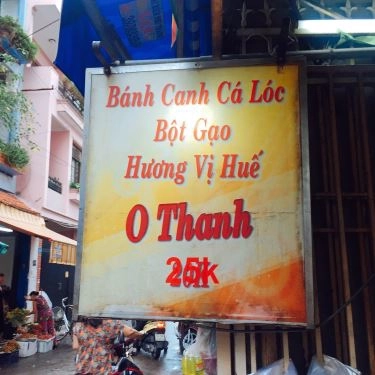 Bánh Canh Cá Lóc
Bột Gạo
Hương Vị Huế
O Thanh
25k